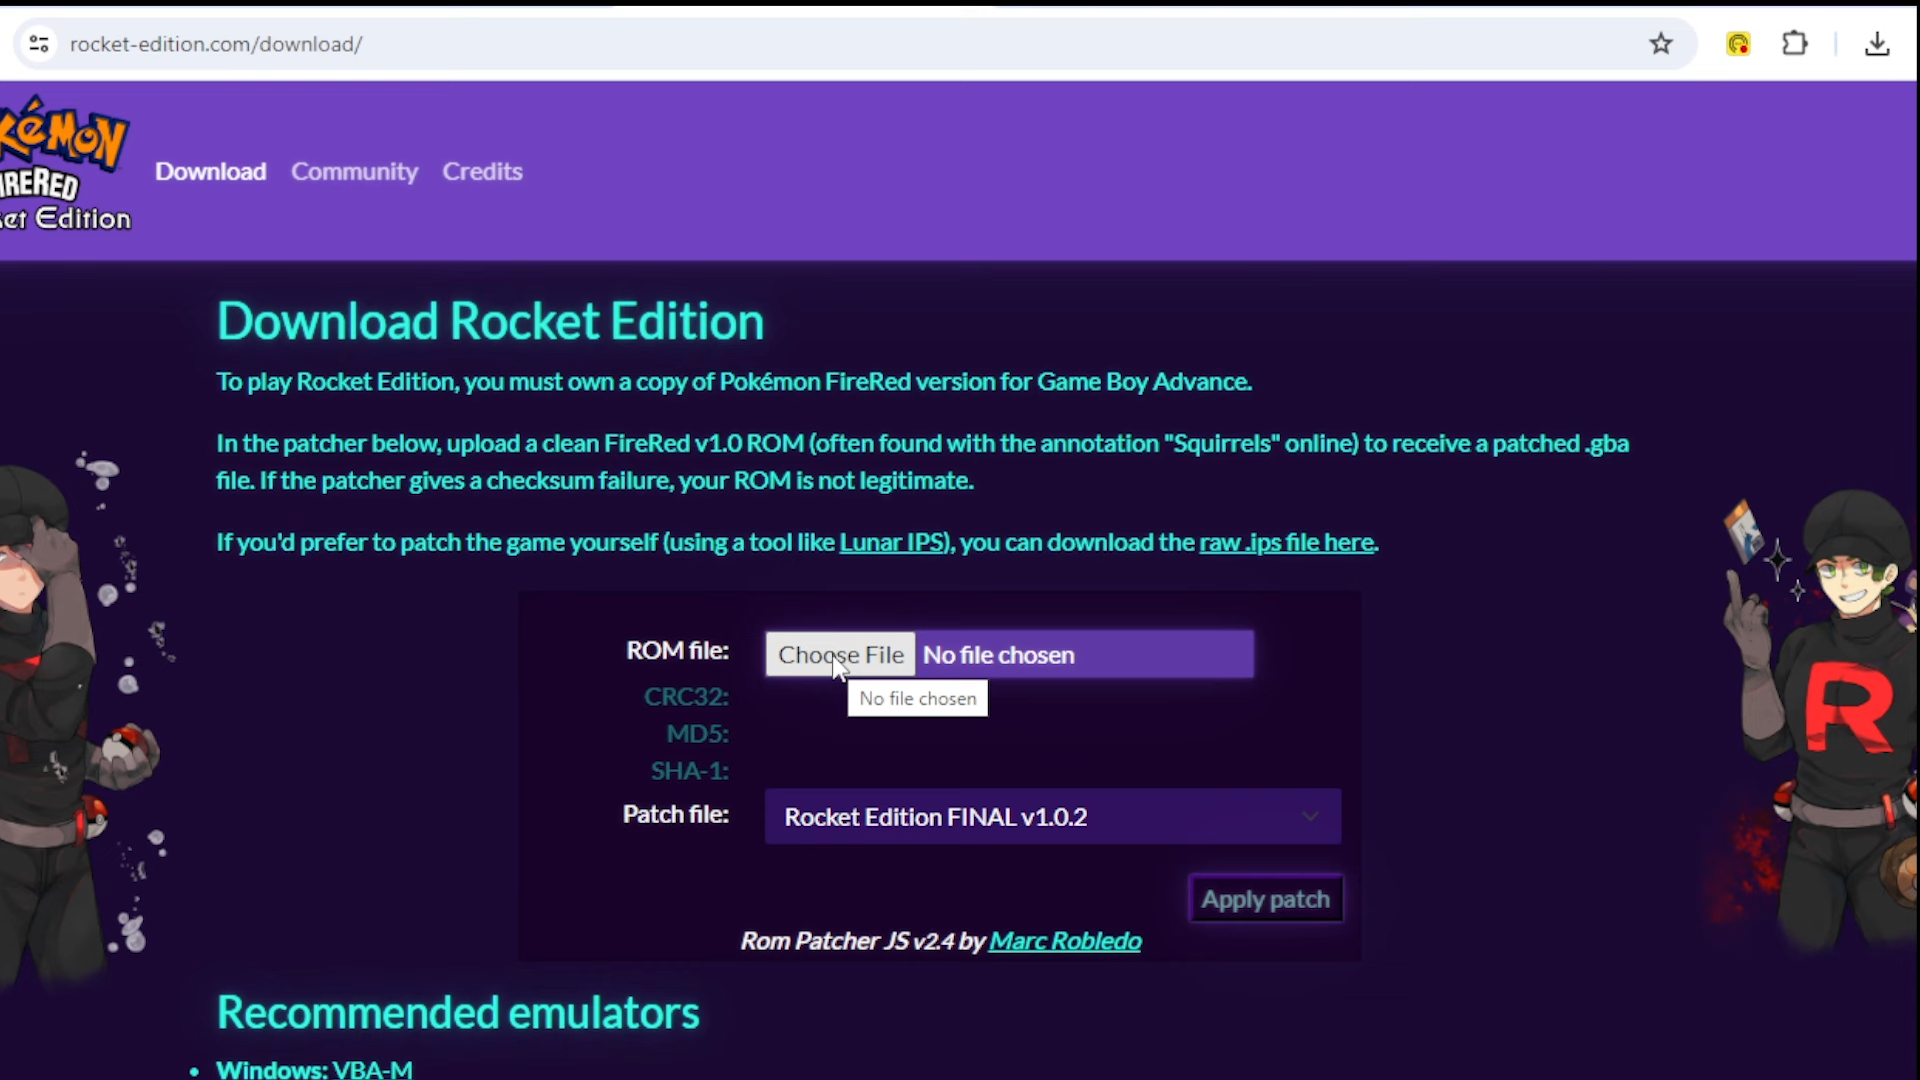 rocket-edition.com/download/
kéMoN
IREREd
ket Edition
Download Community Credits
Download Rocket Edition
To play Rocket Edition, you must own a copy of Pokémon FireRed version for Game Boy Advance.
In the patcher below, upload a clean FireRed v1.0 ROM (often found with the annotation "Squirrels" online) to receive a patched .gba
file. If the patcher gives a checksum failure, your ROM is not legitimate.
If you'd prefer to patch the game yourself (using a tool like Lunar IPS), you can download the raw .ips file here.
ROM file: Choose File No file chosen
No file chosen
CRC32:
MD5:
SHA-1:
Patch file: Rocket Edition FINAL v1.0.2
Apply patch
Rom Patcher JS v2.4 by Marc Robledo
R
Recommended emulators
• Windows: VBA-M